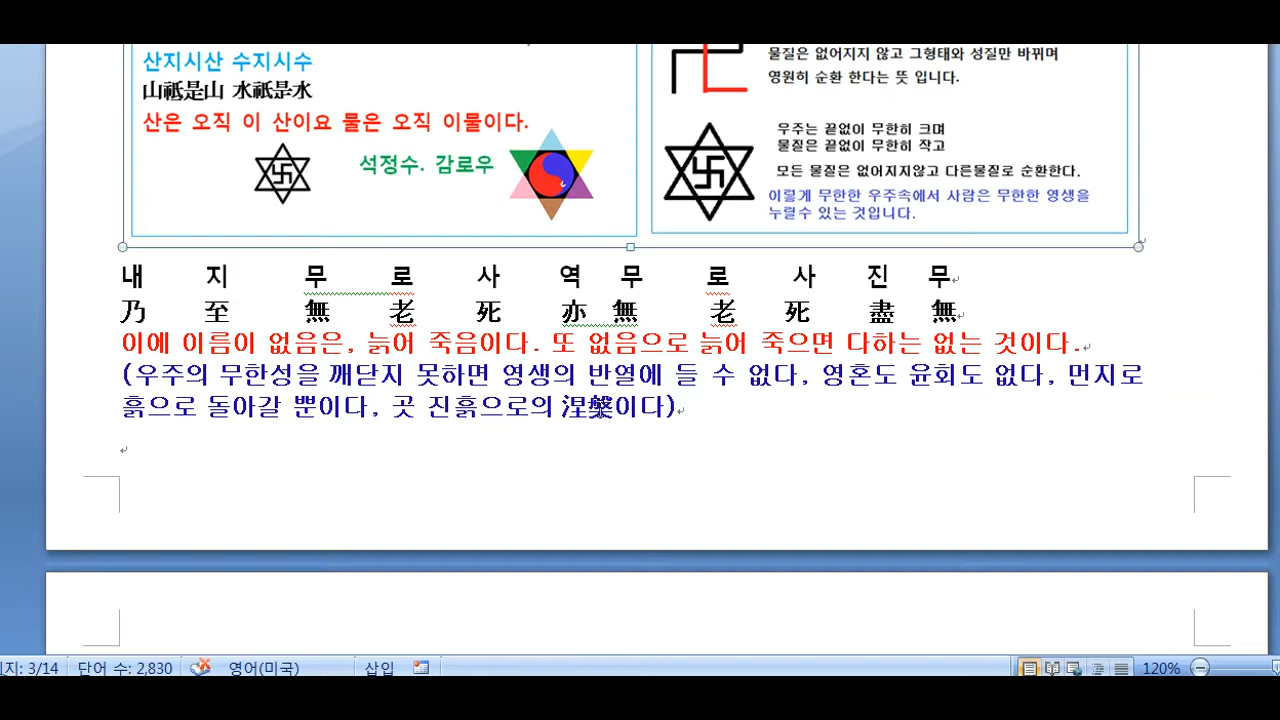 산지시산 수지시수
山祗是山 水祗是水
산은 오직 이 산이요 물은 오직 이물이다.
석정수. 감로우
물질은 없어지지 않고 그형태와 성질만 바뀌며
영원히 순환 한다는 뜻 입니다.
우주는 끝없이 무한히 크며
물질은 끝없이 무한히 작고
모든 물질은 없어지지않고 다른물질로 순환한다.
이렇게 무한한 우주속에서 사람은 무한한 영생을
누릴수 있는 것입니다.
내 지 무 로 사 역 무 로 사 진 무
乃 至 無 老 死 亦 無 老 死 盡 無
이에 이름이 없음은, 늙어 죽음이다. 또 없음으로 늙어 죽으면 다하는 없는 것이다.
(우주의 무한성을 깨닫지 못하면 영생의 반열에 들 수 없다, 영혼도 윤회도 없다, 먼지로
흙으로 돌아갈 뿐이다, 곳 진흙으로의 涅槃이다)
이지: 3/14 단어 수: 2,830 영어(미국) 삽입 120%